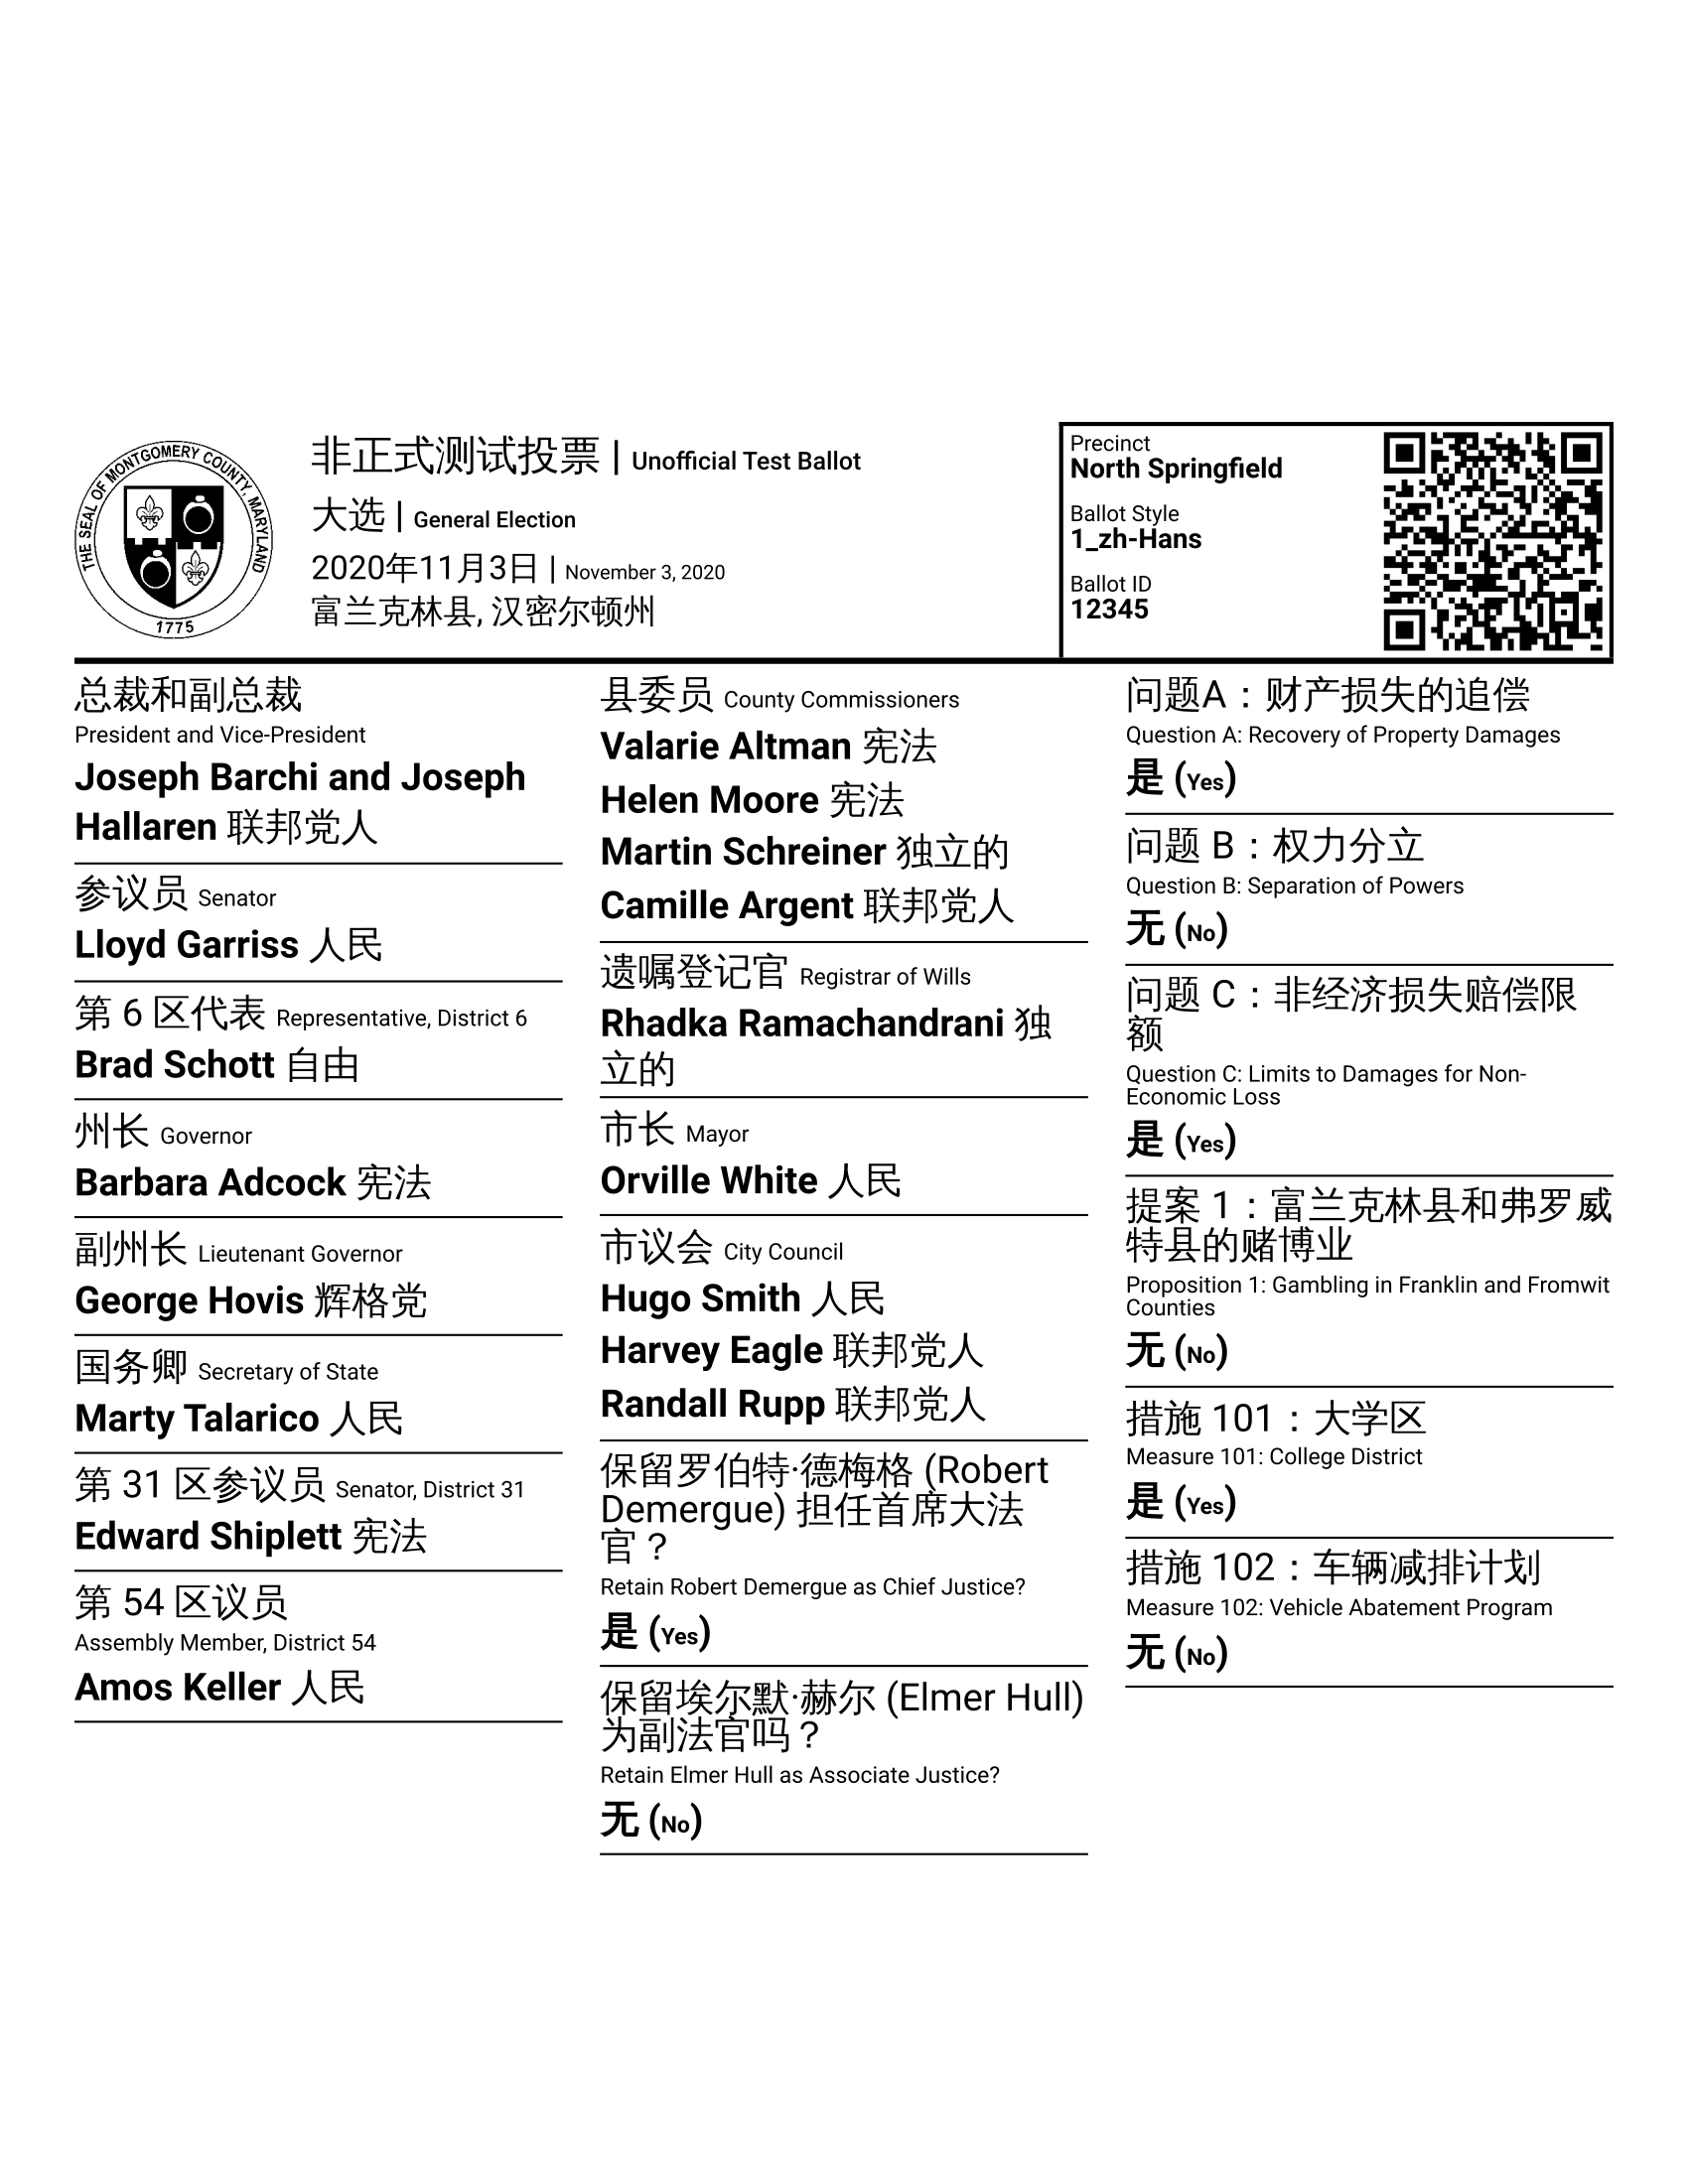 THE SEAL OF MONTGOMERY COUNTY, MARYLAND
1775
非正式测试投票 | Unofficial Test Ballot
大选 | General Election
2020年11月3日 | November 3, 2020
富兰克林县, 汉密尔顿州
Precinct
North Springfield
Ballot Style
1_zh-Hans
Ballot ID
12345
总裁和副总裁
President and Vice-President
Joseph Barchi and Joseph
Hallaren 联邦党人
参议员 Senator
Lloyd Garriss 人民
第 6 区代表 Representative, District 6
Brad Schott 自由
州长 Governor
Barbara Adcock 宪法
副州长 Lieutenant Governor
George Hovis 辉格党
国务卿 Secretary of State
Marty Talarico 人民
第 31 区参议员 Senator, District 31
Edward Shiplett 宪法
第 54 区议员
Assembly Member, District 54
Amos Keller 人民
县委员 County Commissioners
Valarie Altman 宪法
Helen Moore 宪法
Martin Schreiner 独立的
Camille Argent 联邦党人
遗嘱登记官 Registrar of Wills
Rhadka Ramachandrani 独
立的
市长 Mayor
Orville White 人民
市议会 City Council
Hugo Smith 人民
Harvey Eagle 联邦党人
Randall Rupp 联邦党人
保留罗伯特·德梅格 (Robert
Demergue) 担任首席大法
官？
Retain Robert Demergue as Chief Justice?
是 (Yes)
保留埃尔默·赫尔 (Elmer Hull)
为副法官吗？
Retain Elmer Hull as Associate Justice?
无 (No)
问题A：财产损失的追偿
Question A: Recovery of Property Damages
是 (Yes)
问题 B：权力分立
Question B: Separation of Powers
无 (No)
问题 C：非经济损失赔偿限
额
Question C: Limits to Damages for Non-
Economic Loss
是 (Yes)
提案 1：富兰克林县和弗罗威
特县的赌博业
Proposition 1: Gambling in Franklin and Fromwit
Counties
无 (No)
措施 101：大学区
Measure 101: College District
是 (Yes)
措施 102：车辆减排计划
Measure 102: Vehicle Abatement Program
无 (No)